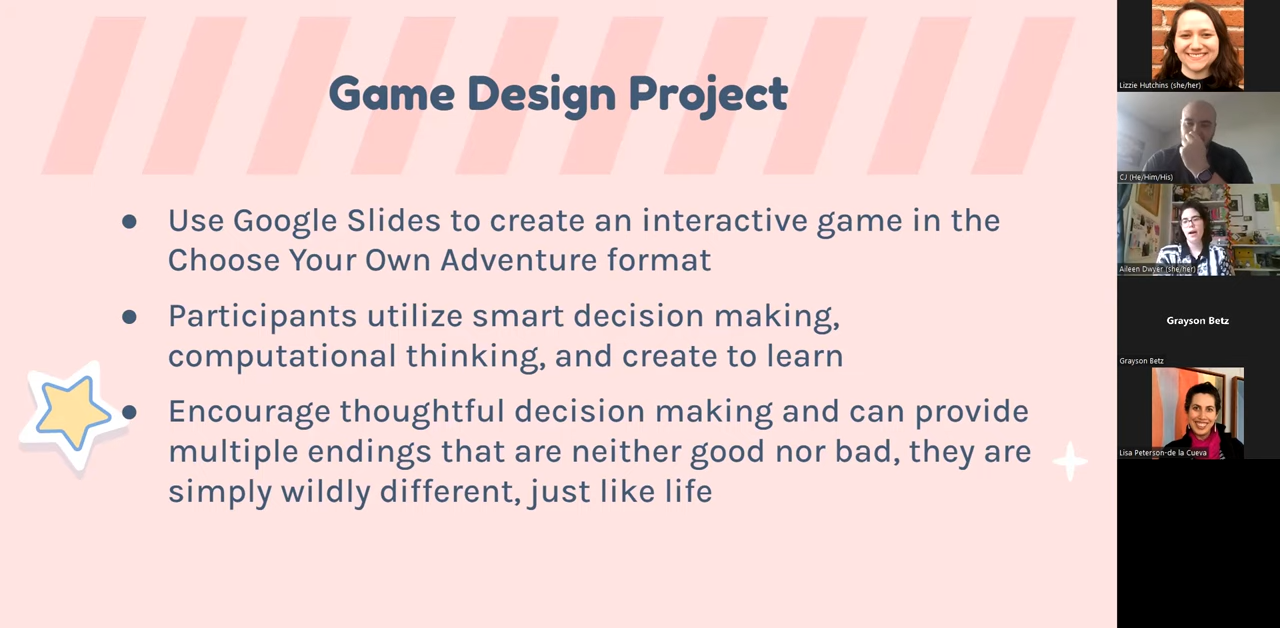 Game Design Project
Use Google Slides to create an interactive game in the
Choose Your Own Adventure format
Participants utilize smart decision making,
computational thinking, and create to learn
Encourage thoughtful decision making and can provide
multiple endings that are neither good nor bad, they are
simply wildly different, just like life
Lizzie Hutchins (she/her)
CJ (He/Him/His)
Aileen Dwyer (she/her)
Grayson Betz
Grayson Betz
Lisa Peterson-de la Cueva